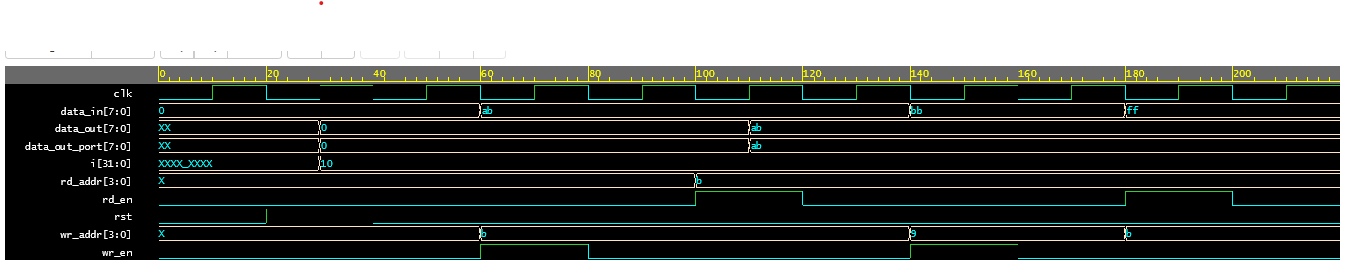 0 20 40 60 80 100 120 140 160 180 200
clk
data_in[7:0] 0 ab bb ff
data_out[7:0] XX 0 ab
data_out_port[7:0] XX 0 ab
i[31:0] XXXX_XXXX 10
rd_addr[3:0] X b
rd_en
rst
wr_addr[3:0] X b 9 b
wr_en